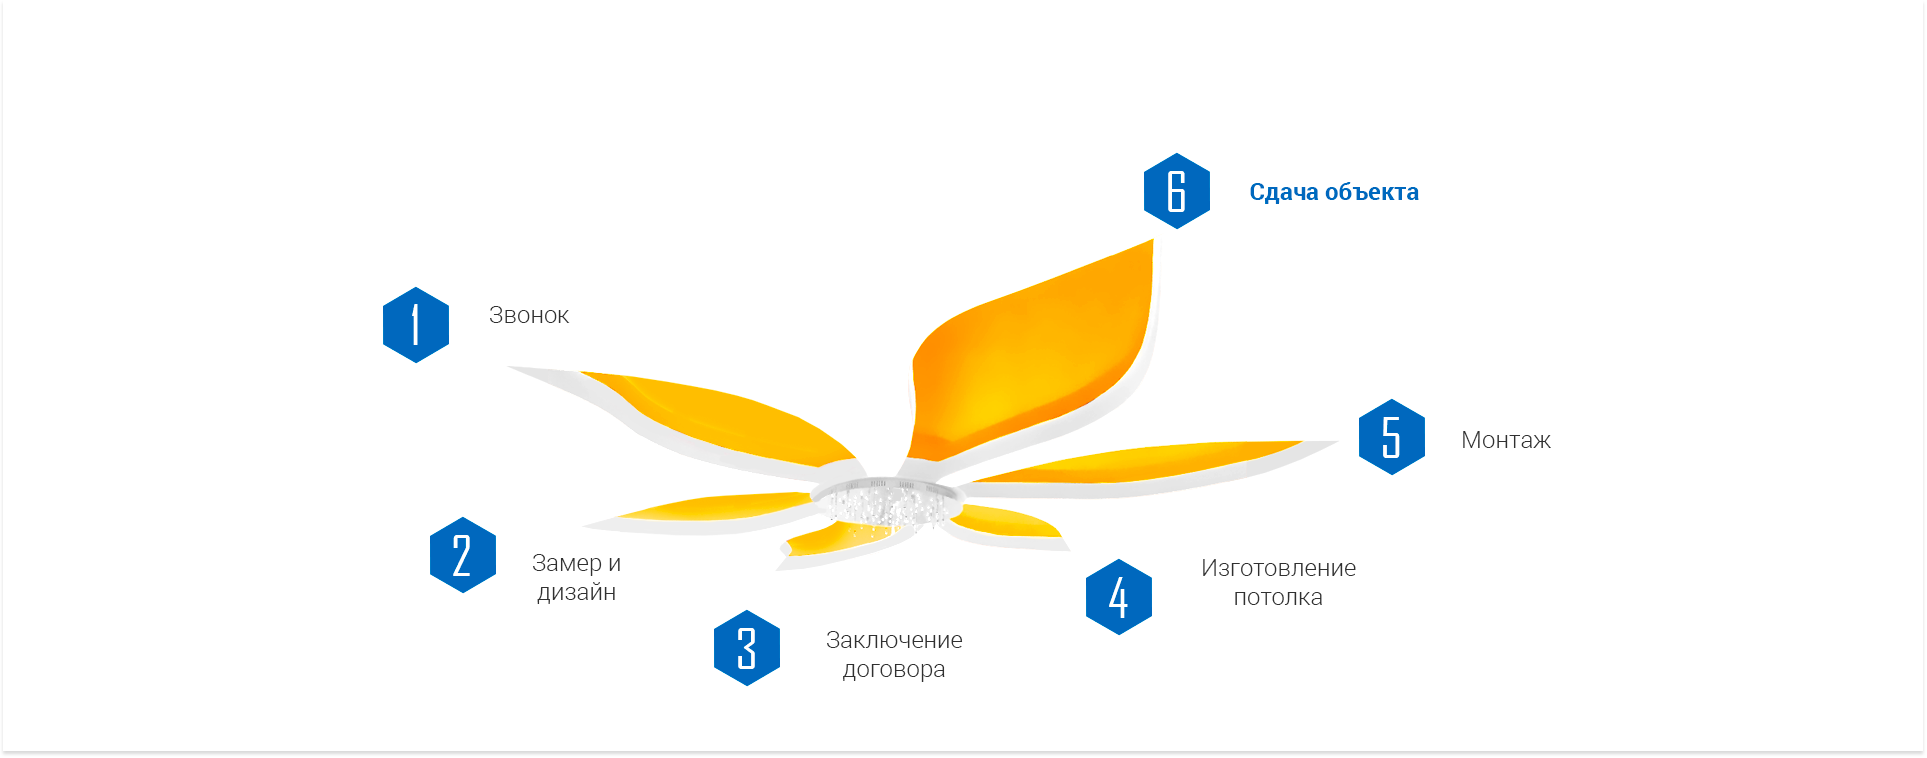 1
Звонок
2
Замер и
дизайн
3
Заключение
договора
4
Изготовление
потолка
5
Монтаж
6
Сдача объекта